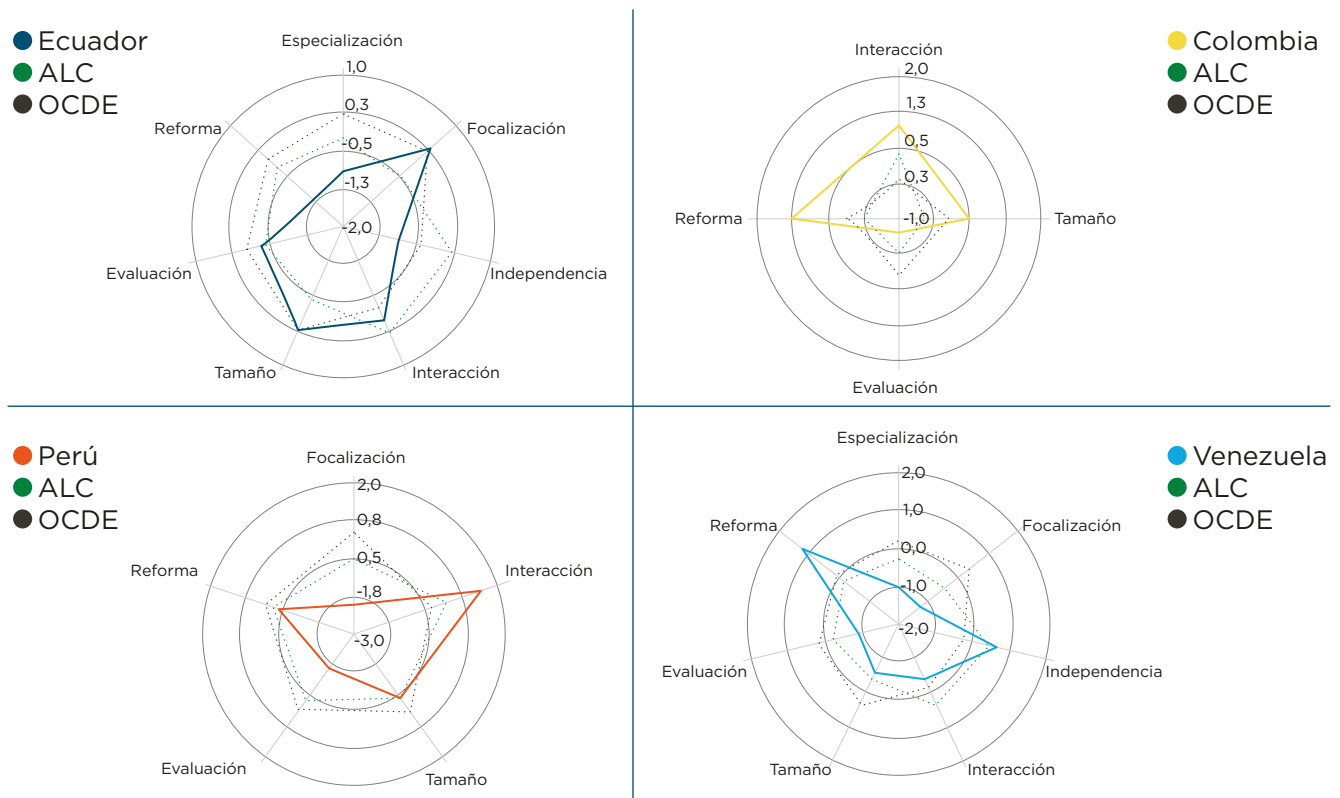 Ecuador
ALC
OCDE
Especialización
1,0
0,3
-0,5
-1,3
-2,0
Reforma
Focalización
Evaluación
Independencia
Tamaño
Interacción
Colombia
ALC
OCDE
Interacción
2,0
1,3
0,5
0,3
-1,0
Reforma
Tamaño
Evaluación
Perú
ALC
OCDE
Focalización
2,0
0,8
0,5
-1,8
-3,0
Reforma
Interacción
Evaluación
Tamaño
Venezuela
ALC
OCDE
Especialización
2,0
1,0
0,0
-1,0
-2,0
Reforma
Focalización
Evaluación
Independencia
Tamaño
Interacción